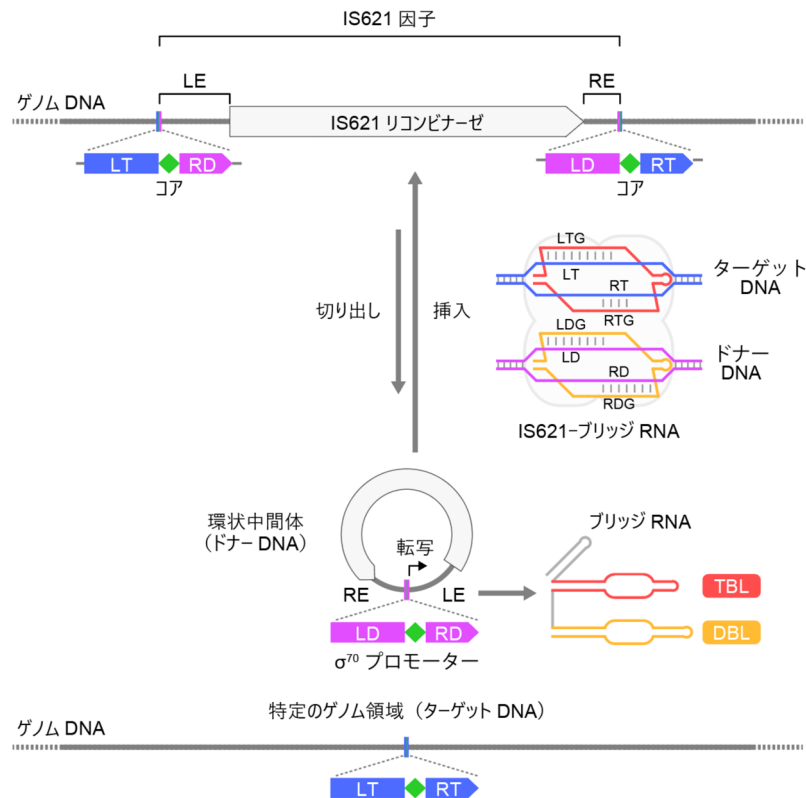 IS621 因子
LE
RE
ゲノム DNA
IS621 リコンビナーゼ
LT
RD
コア
LD
RT
コア
切り出し
挿入
LTG
LT
RT
RTG
ターゲット
DNA
LDG
LD
RD
RDG
ドナー
DNA
IS621−ブリッジ RNA
環状中間体
(ドナー DNA)
転写
RE
LE
LD
RD
σ⁷⁰ プロモーター
ブリッジ RNA
TBL
DBL
特定のゲノム領域 (ターゲット DNA)
ゲノム DNA
LT
RT